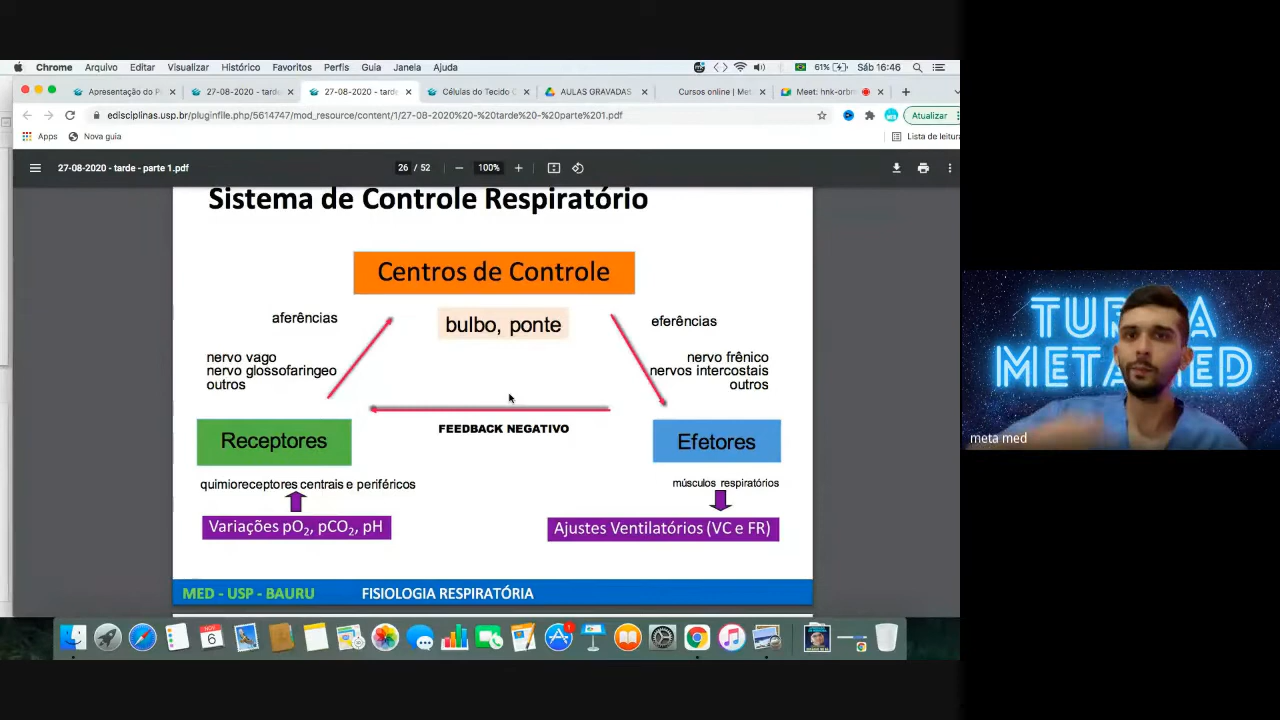 Chrome Arquivo Editar Visualizar Histórico Favoritos Perfis Guia Janela Ajuda 61% Sáb 16:46
Apresentação do P 27-08-2020 - tarde 27-08-2020 - tarde Células do Tecido AULAS GRAVADAS Cursos online | Met Meet: hnk-orb
edisciplinas.usp.br/pluginfile.php/5614747/mod_resource/content/1/27-08-2020%20-%20tarde%20-%20parte%201.pdf Atualizar
Apps Nova guia Lista de leitura
27-08-2020 - tarde - parte 1.pdf 26 / 52 100%
Sistema de Controle Respiratório
Centros de Controle
aferências bulbo, ponte eferências
nervo vago nervo frênico
nervo glossofaringeo nervos intercostais
outros outros
FEEDBACK NEGATIVO
Receptores Efetores
quimioreceptores centrais e periféricos músculos respiratórios
Variações pO₂, pCO₂, pH Ajustes Ventilatórios (VC e FR)
MED - USP - BAURU FISIOLOGIA RESPIRATÓRIA
TUR A
METAMED
meta med
NOV
6
1